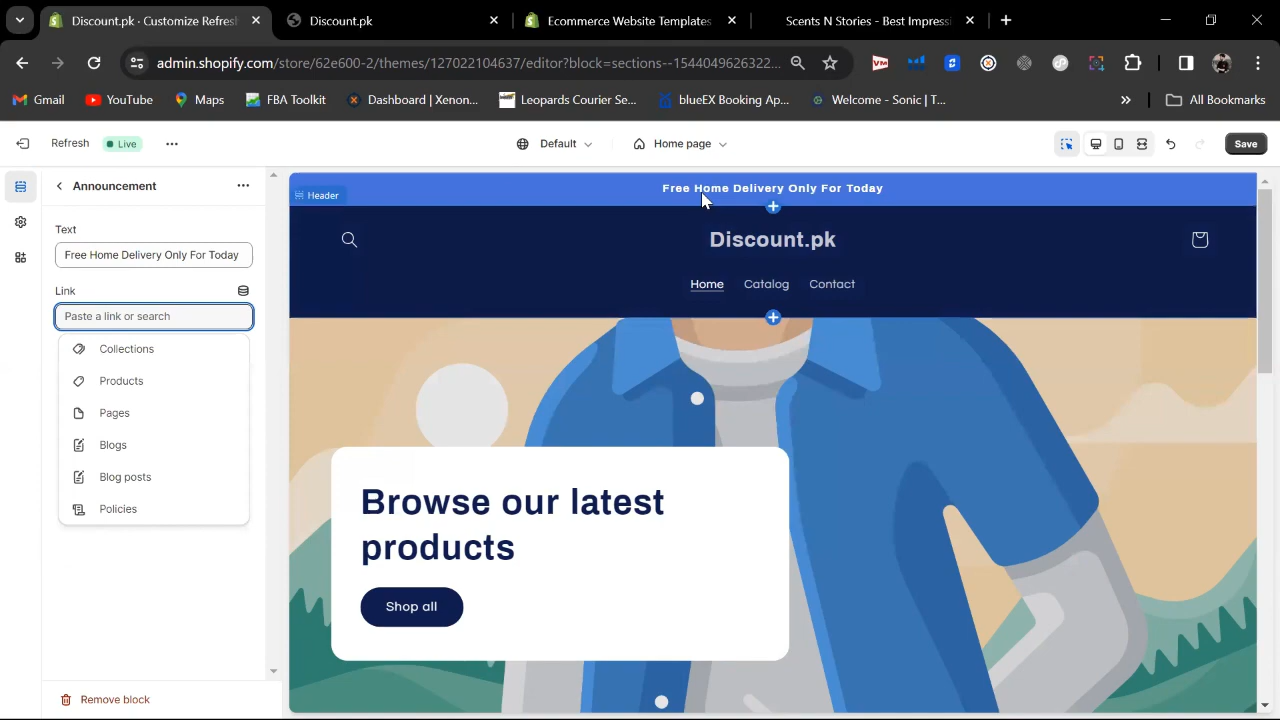 Discount.pk · Customize Refresh
Discount.pk
Ecommerce Website Templates
Scents N Stories - Best Impressi
admin.shopify.com/store/62e600-2/themes/127022104637/editor?block=sections--1544049626322...
Gmail
YouTube
Maps
FBA Toolkit
Dashboard | Xenon...
Leopards Courier Se...
blueEX Booking Ap...
Welcome - Sonic | T...
All Bookmarks
Refresh
Live
Default
Home page
Save
Announcement
Text
Free Home Delivery Only For Today
Link
Paste a link or search
Collections
Products
Pages
Blogs
Blog posts
Policies
Remove block
Free Home Delivery Only For Today
Header
Discount.pk
Home
Catalog
Contact
Browse our latest
products
Shop all